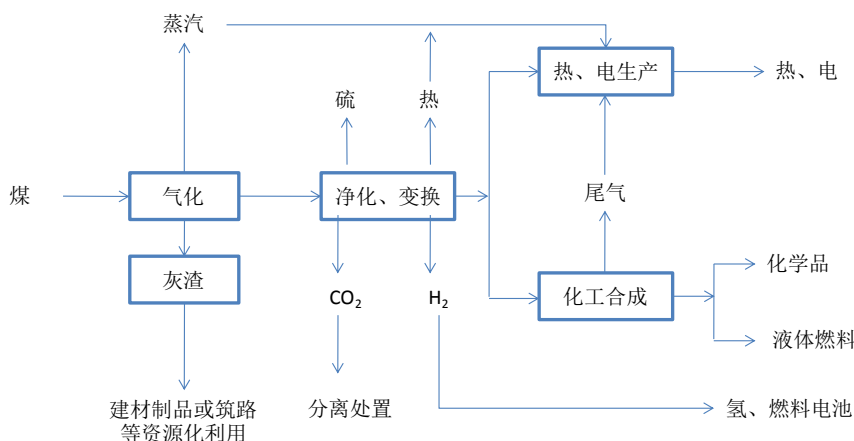 蒸汽
热、电生产
热、电
硫
热
煤
气化
净化、变换
尾气
灰渣
化工合成
化学品
CO₂
H₂
液体燃料
建材制品或筑路
等资源化利用
分离处置
氢、燃料电池